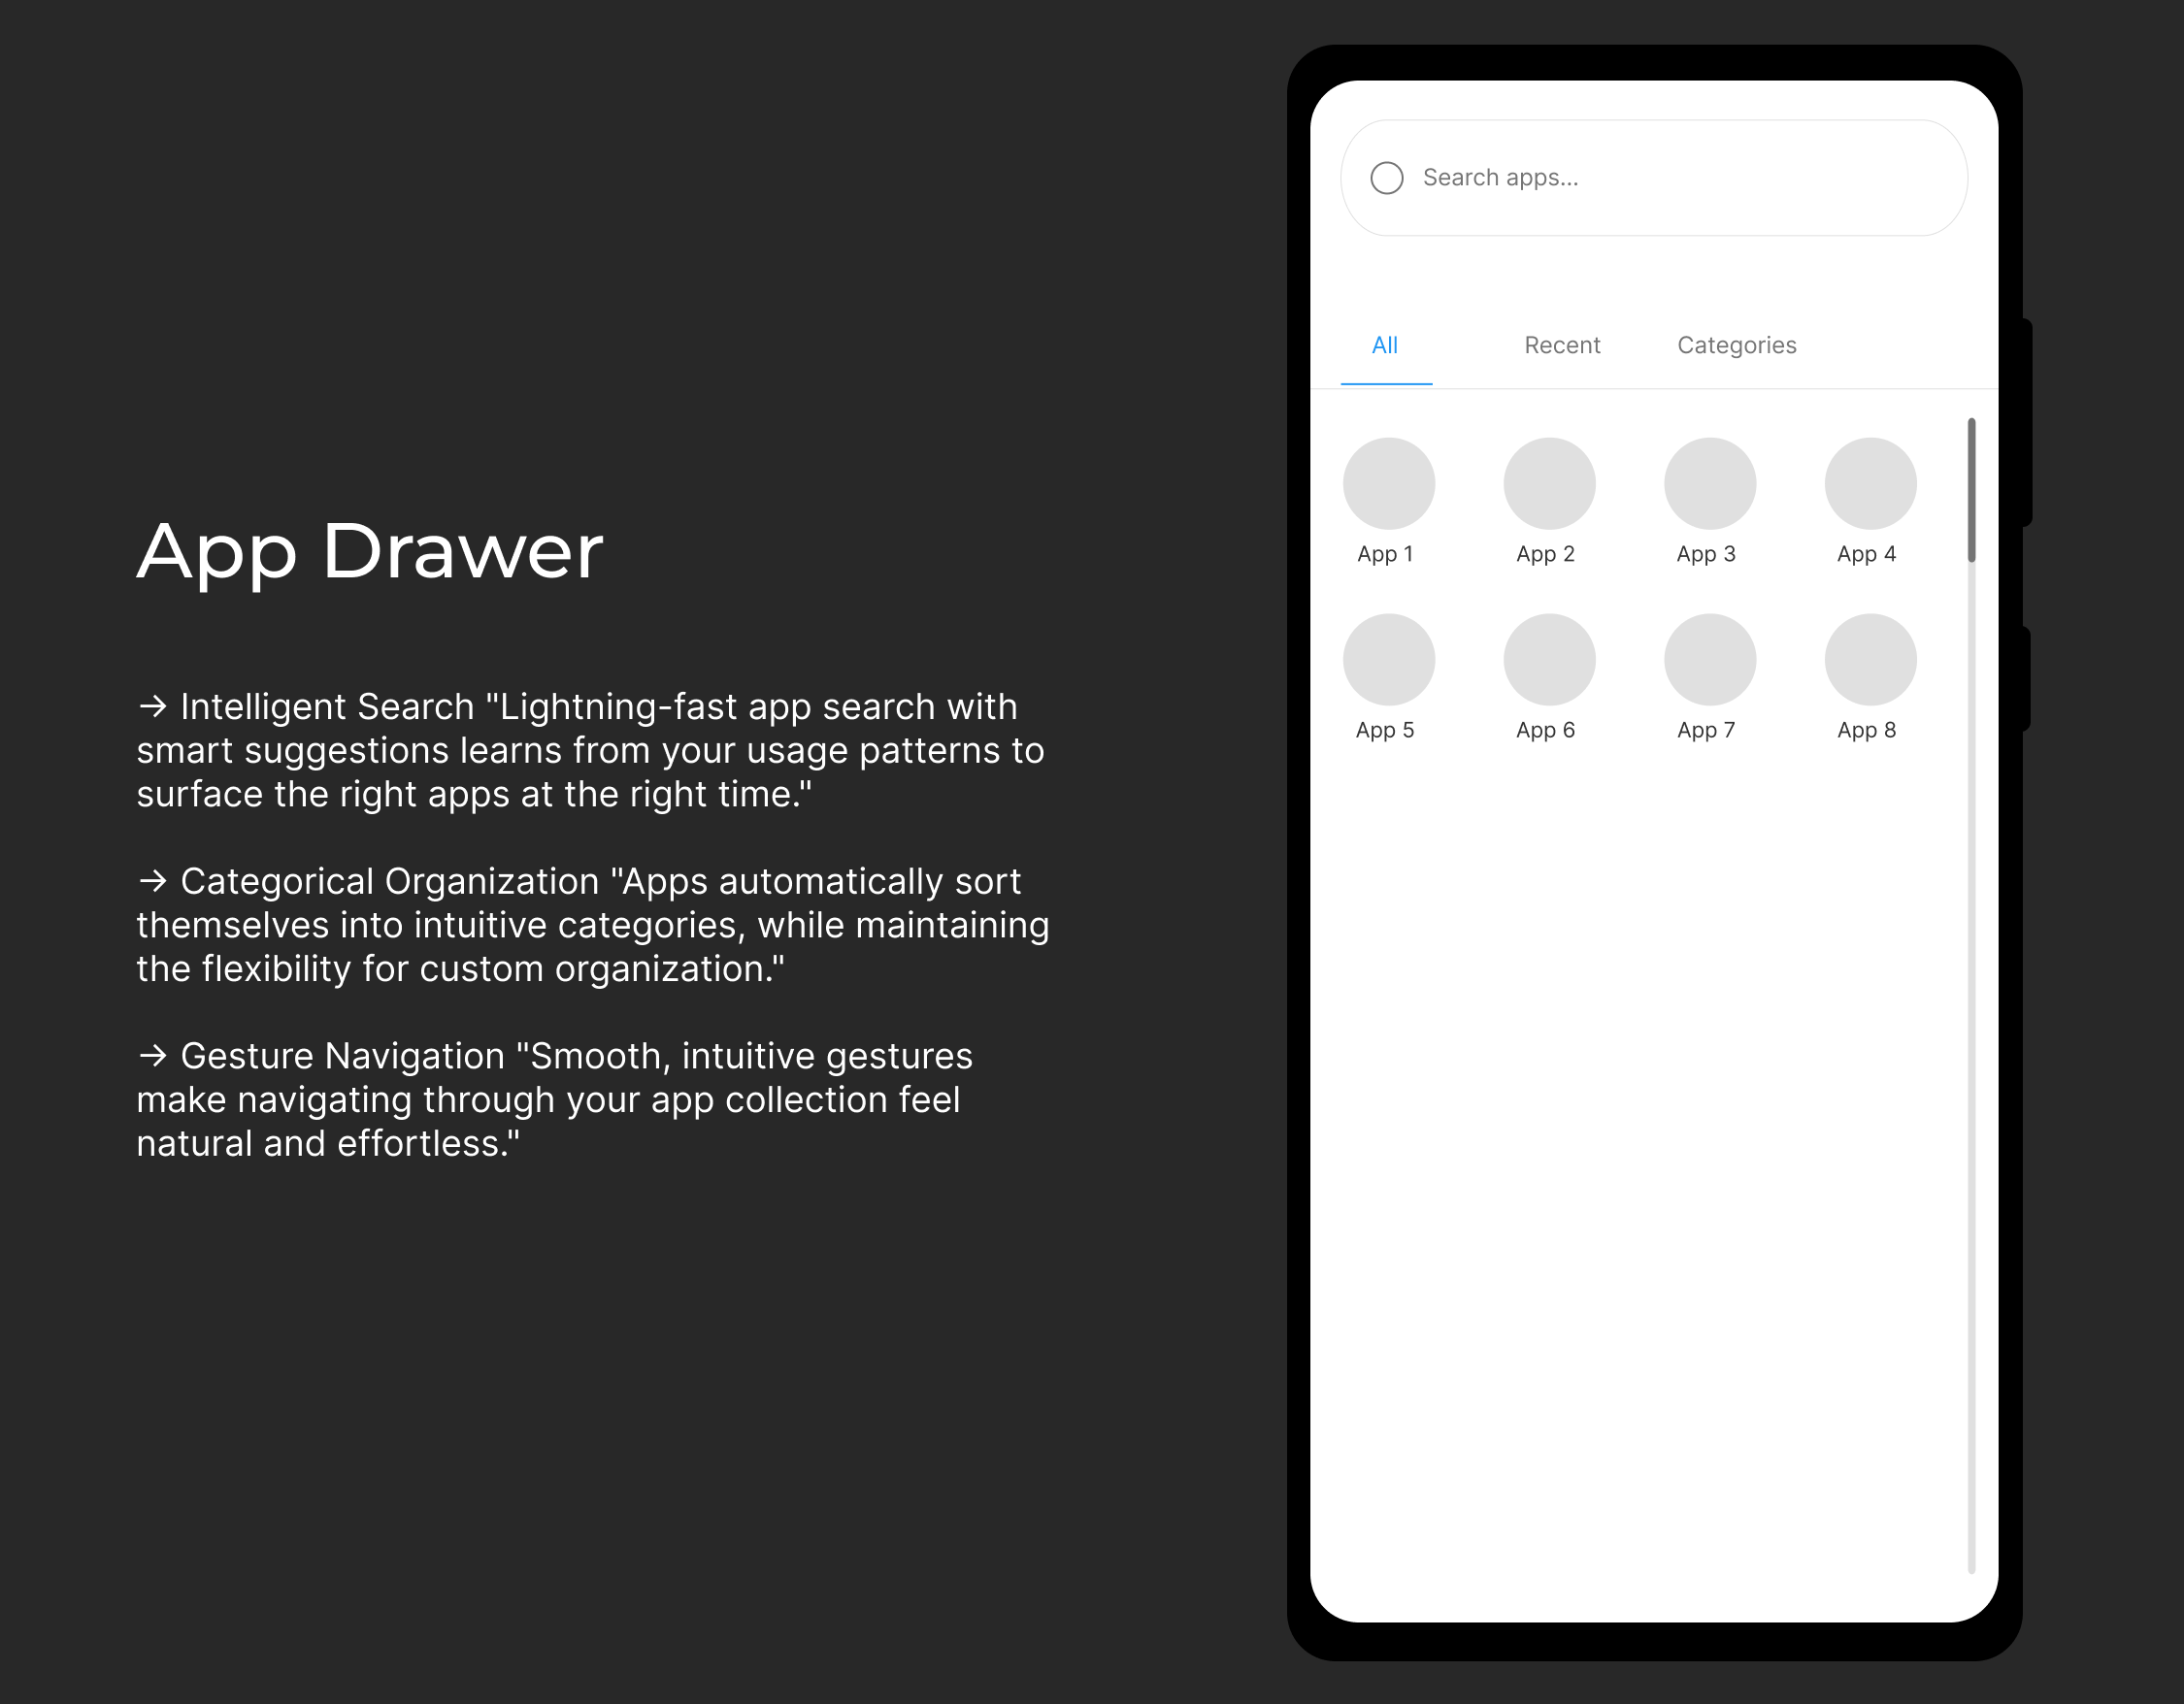 App Drawer
→ Intelligent Search "Lightning-fast app search with
smart suggestions learns from your usage patterns to
surface the right apps at the right time."
→ Categorical Organization "Apps automatically sort
themselves into intuitive categories, while maintaining
the flexibility for custom organization."
→ Gesture Navigation "Smooth, intuitive gestures
make navigating through your app collection feel
natural and effortless."
Search apps...
All Recent Categories
App 1 App 2 App 3 App 4
App 5 App 6 App 7 App 8